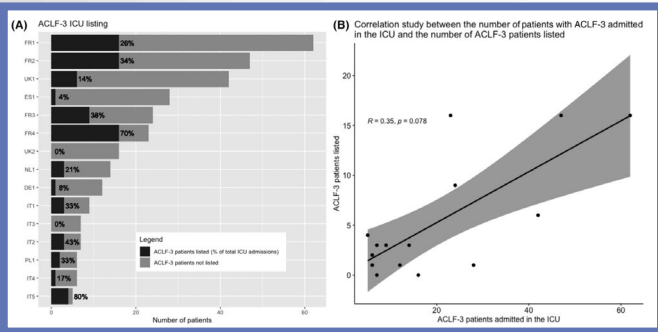 (A) ACLF-3 ICU listing
FR1 26%
FR2 34%
UK1 14%
ES1 4%
FR3 38%
FR4 70%
UK2 0%
NL1 21%
DE1 8%
IT1 33%
IT3 0%
IT2 43%
PL1 33%
IT4 17%
IT5 80%
Legend
ACLF-3 patients listed (% of total ICU admissions)
ACLF-3 patients not listed
0 20 40 60
Number of patients
(B) Correlation study between the number of patients with ACLF-3 admitted
in the ICU and the number of ACLF-3 patients listed
R = 0.35, p = 0.078
ACLF-3 patients listed
20
15
10
5
0
20 40 60
ACLF-3 patients admitted in the ICU